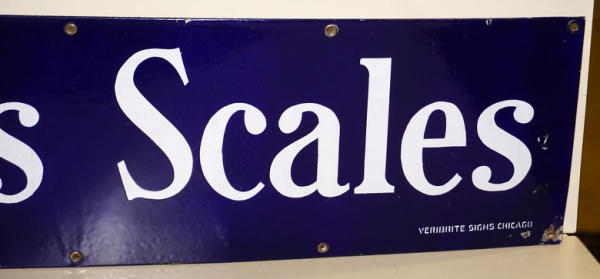 s Scales
VERIBRITE SIGNS CHICAGO